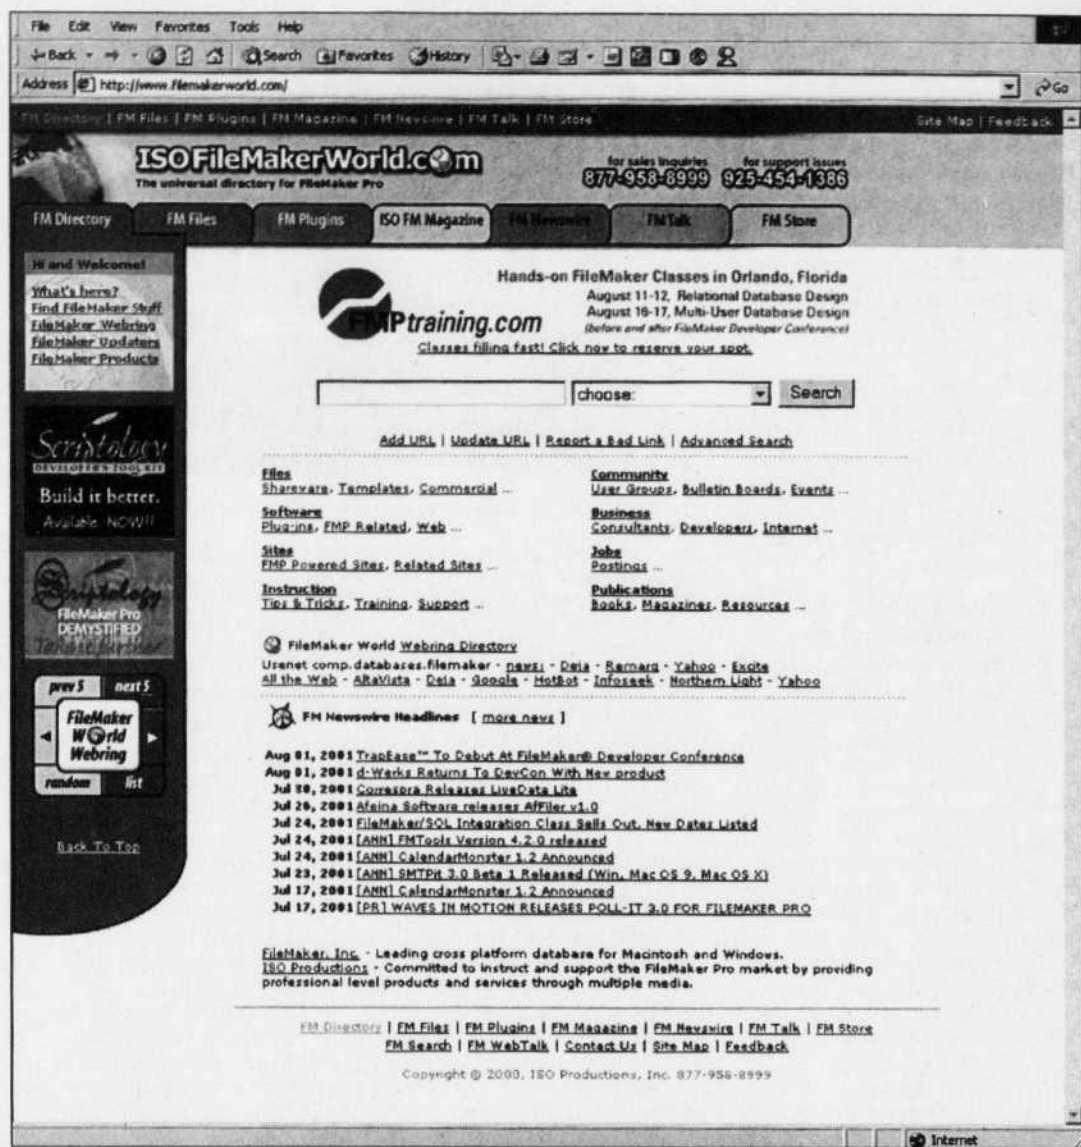 File Edit View Favorites Tools Help
Back Search Favorites History
Address http://www.filemakerworld.com/ Go
FM Directory | FM Files | FM Plugins | FM Magazine | FM Newswire | FM Talk | FM Store Site Map | Feedback
ISOFileMakerWorld.com
The universal directory for FileMaker Pro
for sales inquiries for support issues
877-958-8999 925-454-1386
FM Directory FM Files FM Plugins ISO FM Magazine FM Newswire FM Talk FM Store
Hi and Welcome!
What's here?
Find FileMaker Stuff
FileMaker Webring
FileMaker Updaters
FileMaker Products
Hands-on FileMaker Classes in Orlando, Florida
August 11-12, Relational Database Design
August 16-17, Multi-User Database Design
(before and after FileMaker Developer Conference)
FMPtraining.com
Classes filling fast! Click now to reserve your spot.
choose: Search
Add URL | Update URL | Report a Bad Link | Advanced Search
Scriptology
DEVELOPER'S TOOL KIT
Build it better.
Available NOW!!
Scriptology
FileMaker Pro
DEMYSTIFIED
Take it further
prev 5 next 5
FileMaker
World
Webring
random list
Back To Top
Files
Shareware, Templates, Commercial ...
Software
Plug-ins, FMP Related, Web ...
Sites
FMP Powered Sites, Related Sites ...
Instruction
Tips & Tricks, Training, Support ...
Community
User Groups, Bulletin Boards, Events ...
Business
Consultants, Developers, Internet ...
Jobs
Postings ...
Publications
Books, Magazines, Resources ...
FileMaker World Webring Directory
Usenet comp.databases.filemaker - news: - Deja - Remarq - Yahoo - Excite
All the Web - AltaVista - Deja - Google - HotBot - Infoseek - Northern Light - Yahoo
FM Newswire Headlines [ more news ]
Aug 01, 2001 TrapEase™ To Debut At FileMaker® Developer Conference
Aug 01, 2001 d-Werks Returns To DevCon With New product
Jul 30, 2001 Correspra Releases LiveData Lite
Jul 26, 2001 Afeina Software releases AfFiler v1.0
Jul 24, 2001 FileMaker/SQL Integration Class Sells Out, New Dates Listed
Jul 24, 2001 [ANN] FMTools Version 4.2.0 released
Jul 24, 2001 [ANN] CalendarMonster 1.2 Announced
Jul 23, 2001 [ANN] SMTPit 3.0 Beta 1 Released (Win, Mac OS 9, Mac OS X)
Jul 17, 2001 [ANN] CalendarMonster 1.2 Announced
Jul 17, 2001 [PR] WAVES IN MOTION RELEASES POLL-IT 3.0 FOR FILEMAKER PRO
FileMaker, Inc. - Leading cross platform database for Macintosh and Windows.
ISO Productions - Committed to instruct and support the FileMaker Pro market by providing
professional level products and services through multiple media.
FM Directory | FM Files | FM Plugins | FM Magazine | FM Newswire | FM Talk | FM Store
FM Search | FM WebTalk | Contact Us | Site Map | Feedback
Copyright © 2000, ISO Productions, Inc. 877-958-8999
Internet